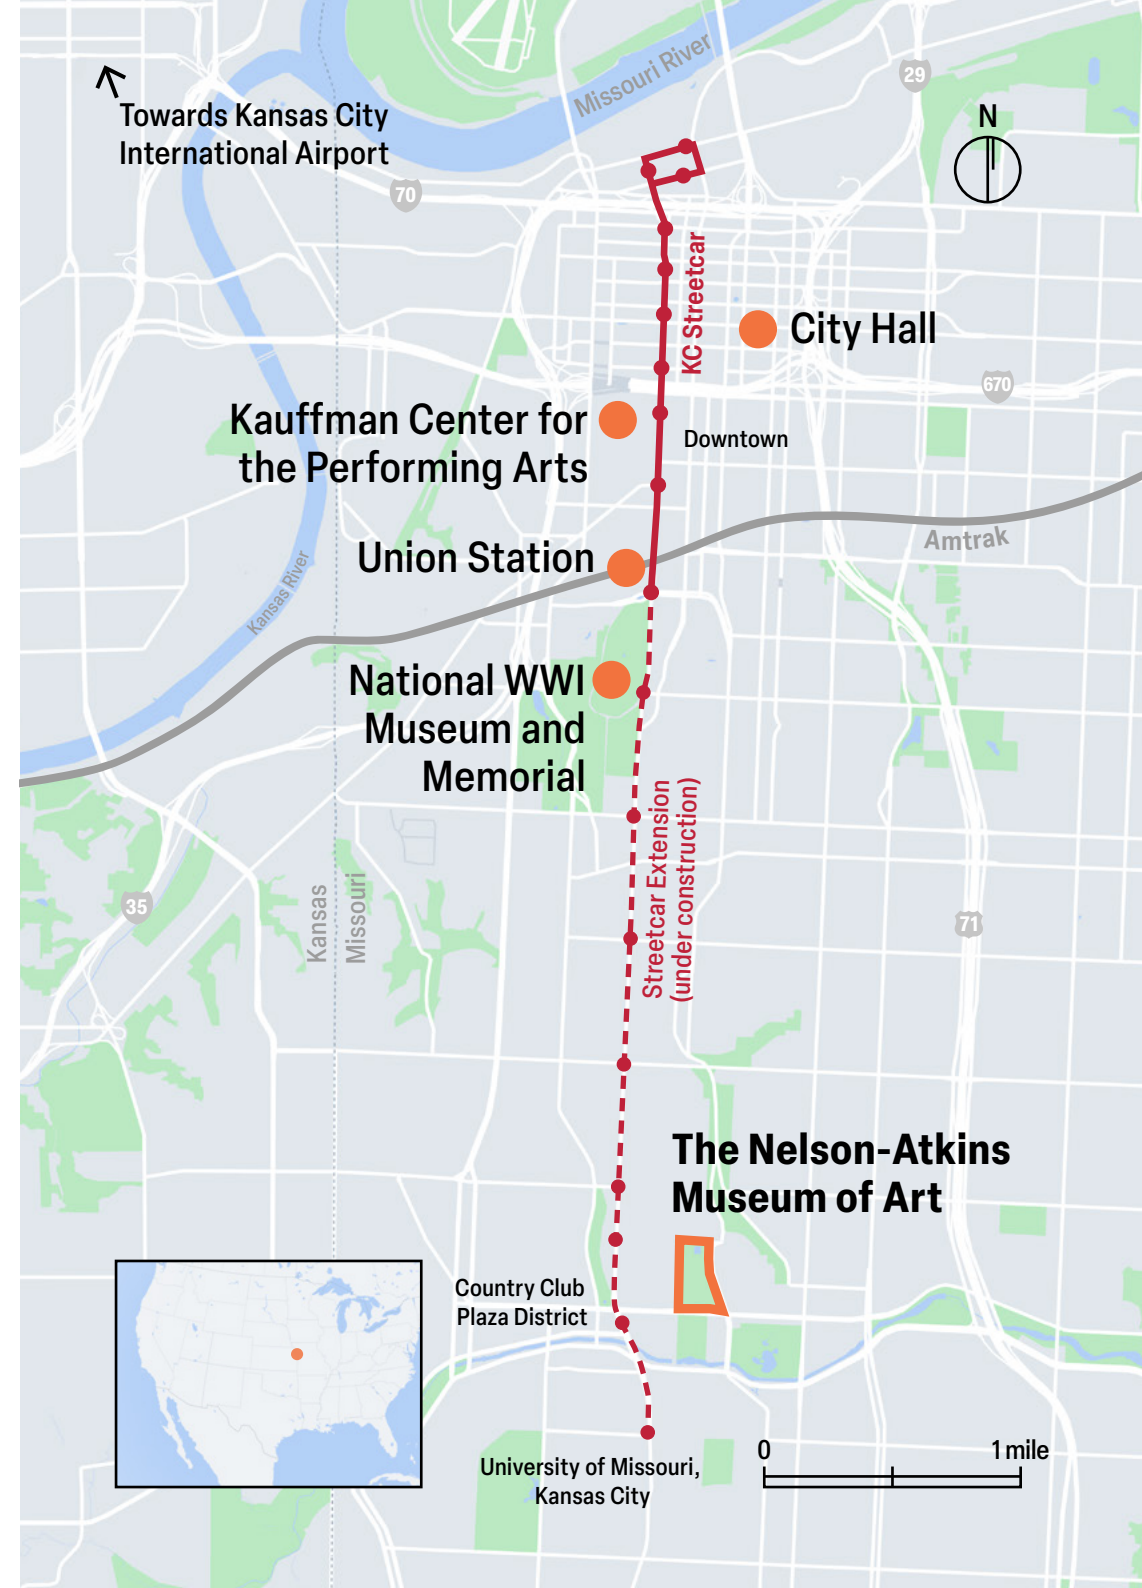 Missouri River
29
Towards Kansas City
International Airport
N
70
KC Streetcar
City Hall
670
Kauffman Center for
the Performing Arts
Downtown
Amtrak
Union Station
Kansas River
National WWI
Museum and
Memorial
Streetcar Extension
(under construction)
35
Kansas
Missouri
71
The Nelson-Atkins
Museum of Art
Country Club
Plaza District
0
1 mile
University of Missouri,
Kansas City